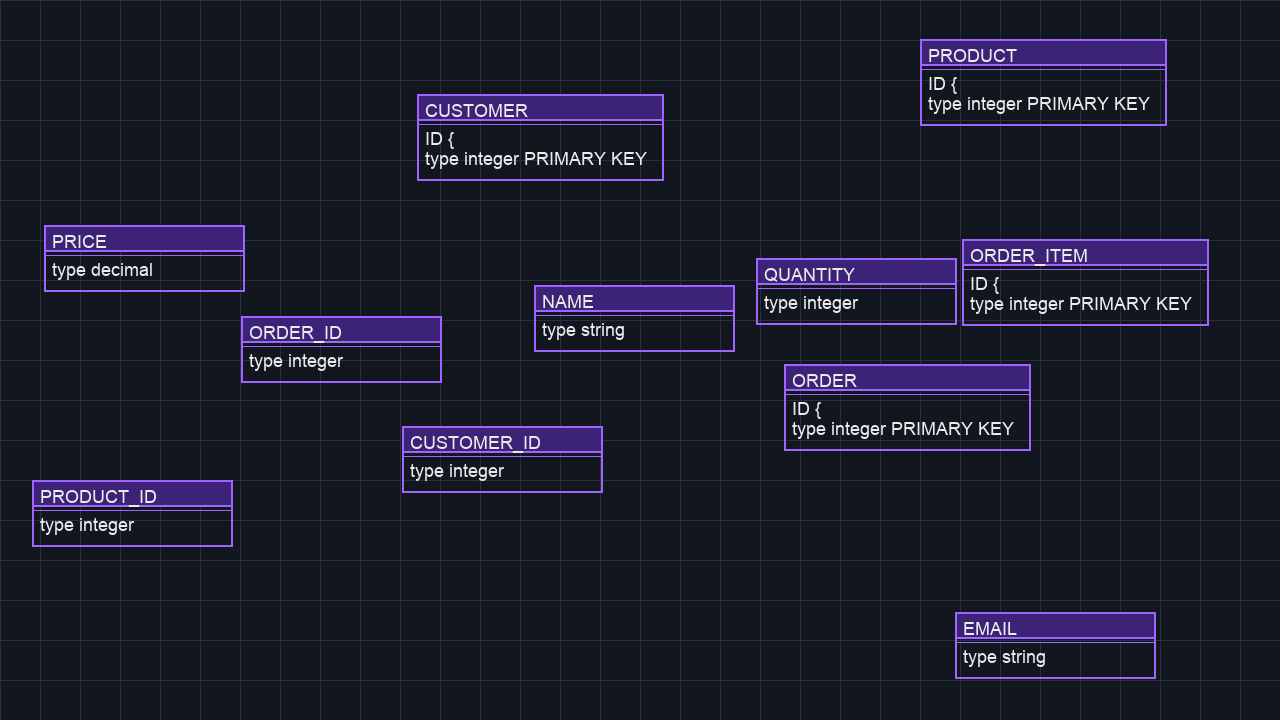 PRODUCT
ID {
type integer PRIMARY KEY
CUSTOMER
ID {
type integer PRIMARY KEY
PRICE
type decimal
ORDER_ITEM
ID {
type integer PRIMARY KEY
QUANTITY
type integer
NAME
type string
ORDER_ID
type integer
ORDER
ID {
type integer PRIMARY KEY
CUSTOMER_ID
type integer
PRODUCT_ID
type integer
EMAIL
type string